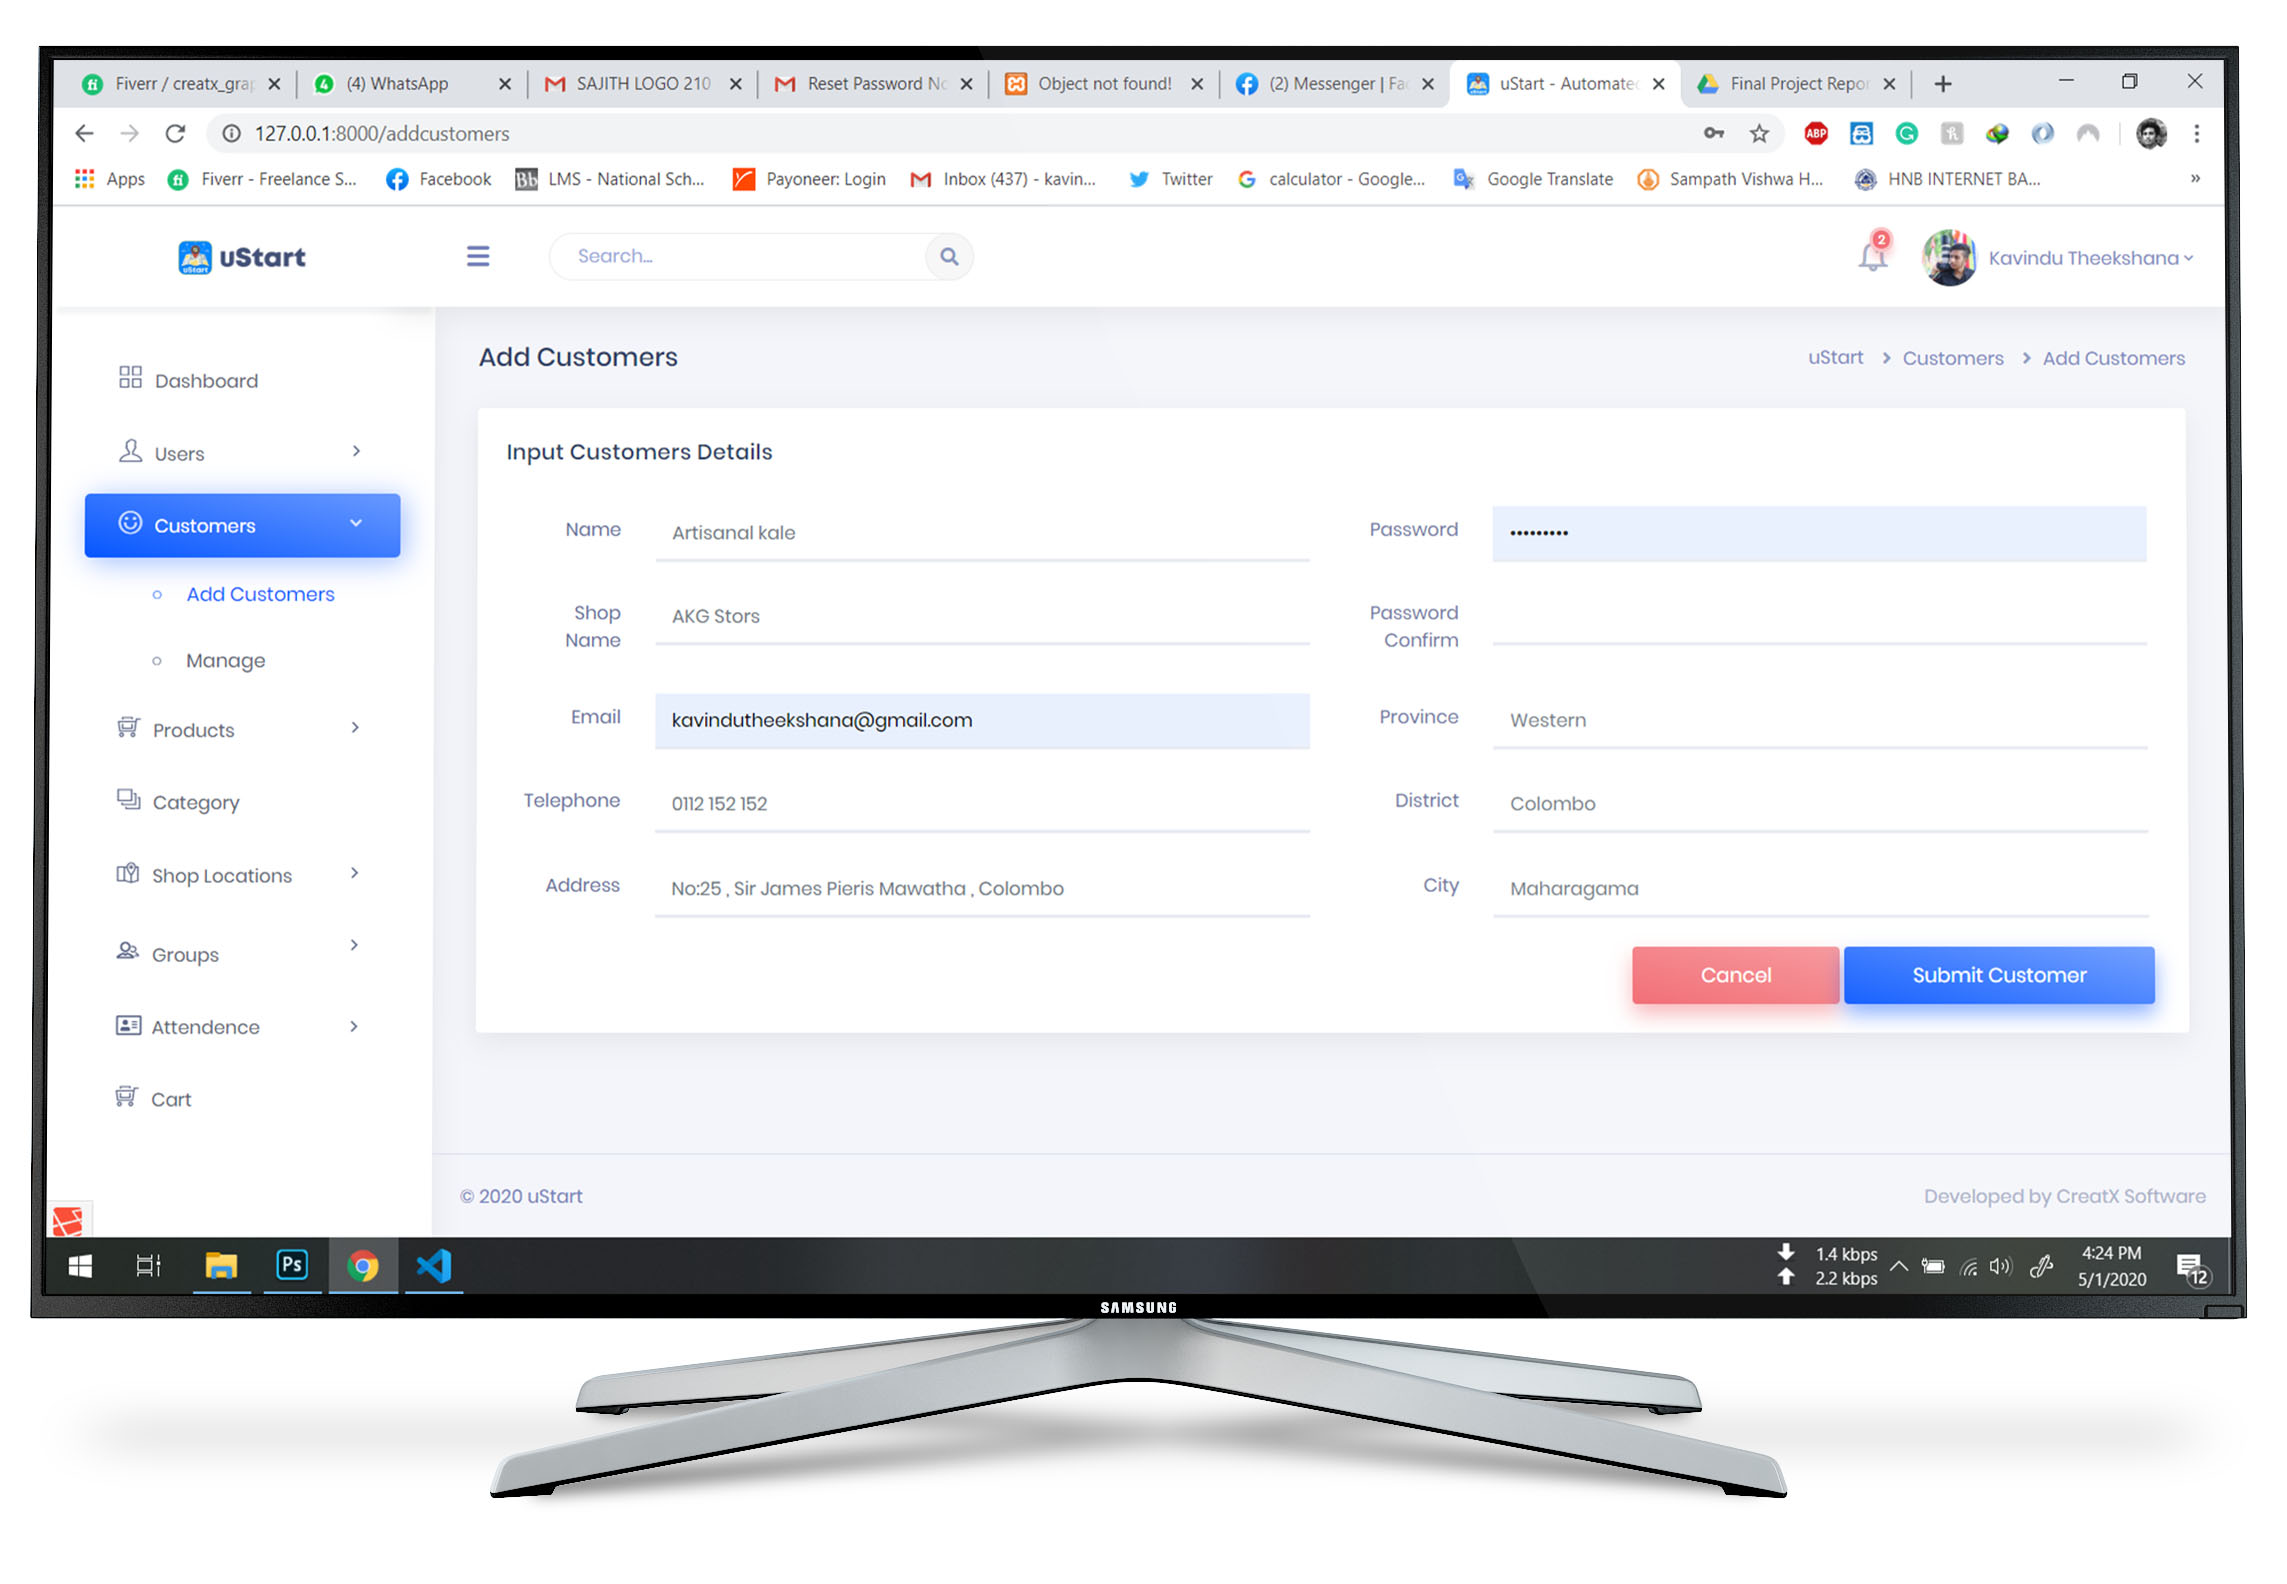 Fiverr / creatx_grap
(4) WhatsApp
SAJITH LOGO 210
Reset Password No
Object not found!
(2) Messenger | Fac
uStart - Automated
Final Project Repor
127.0.0.1:8000/addcustomers
ABP
Apps
Fiverr - Freelance S...
Facebook
Bb
LMS - National Sch...
Payoneer: Login
Inbox (437) - kavin...
Twitter
calculator - Google...
Google Translate
Sampath Vishwa H...
HNB INTERNET BA...
»
uStart
uStart
Search...
2
Kavindu Theekshana
Dashboard
Users
Customers
Add Customers
Manage
Products
Category
Shop Locations
Groups
Attendence
Cart
Add Customers
uStart > Customers > Add Customers
Input Customers Details
Name
Artisanal kale
Password
•••••••••
Shop
Name
AKG Stors
Password
Confirm
Email
kavindutheekshana@gmail.com
Province
Western
Telephone
0112 152 152
District
Colombo
Address
No:25 , Sir James Pieris Mawatha , Colombo
City
Maharagama
Cancel
Submit Customer
© 2020 uStart
Developed by CreatX Software
Ps
1.4 kbps
2.2 kbps
4:24 PM
5/1/2020
12
SAMSUNG